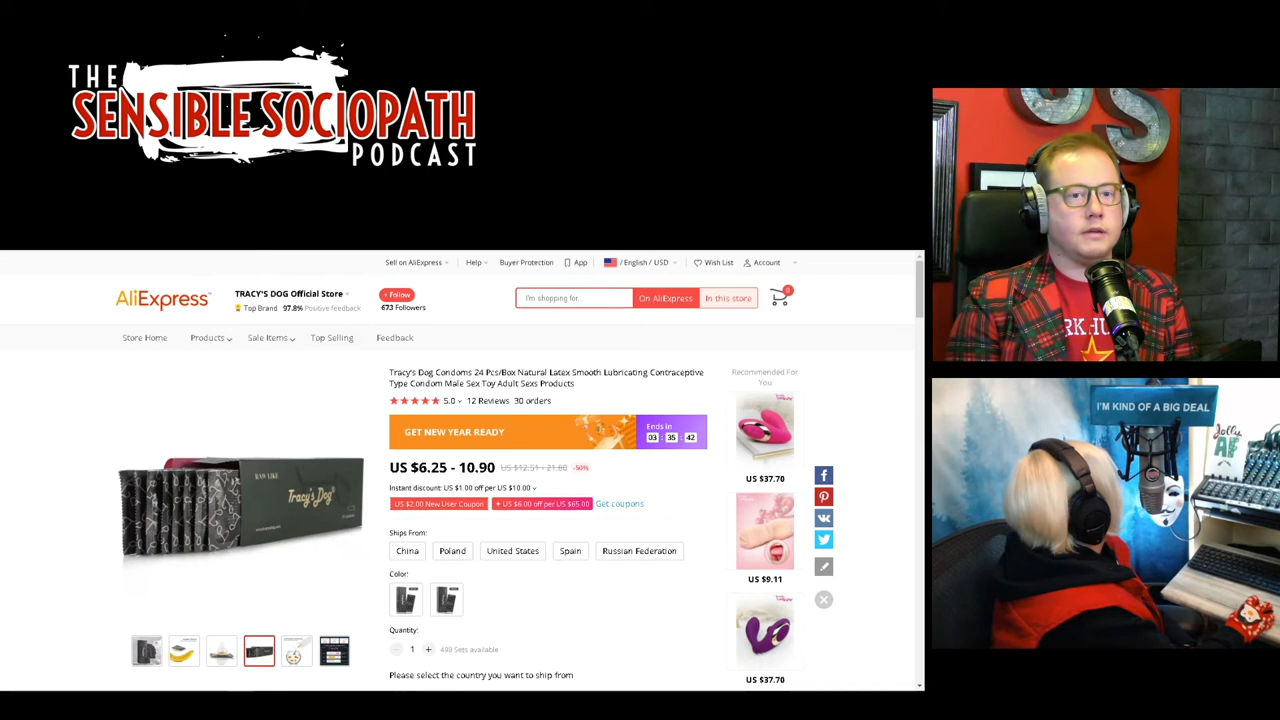 THE
SENSIBLE SOCIOPATH
PODCAST
Sell on AliExpress
Help
Buyer Protection
App
/ English / USD
Wish List
Account
AliExpress
TRACY'S DOG Official Store
Top Brand 97.8% Positive feedback
+ Follow
673 Followers
I'm shopping for...
On AliExpress
In this store
0
Store Home
Products
Sale Items
Top Selling
Feedback
Tracy's Dog Condoms 24 Pcs/Box Natural Latex Smooth Lubricating Contraceptive
Type Condom Male Sex Toy Adult Sexs Products
5.0
12 Reviews
30 orders
GET NEW YEAR READY
Ends in
03 : 35 : 42
US $6.25 - 10.90
US $12.51 - 21.80
-50%
Instant discount: US $1.00 off per US $10.00
US $2.00 New User Coupon
+ US $6.00 off per US $65.00
Get coupons
Ships From:
China
Poland
United States
Spain
Russian Federation
Color:
Quantity:
1
498 Sets available
Please select the country you want to ship from
RAW LIKE
Tracy's Dog
Recommended For
You
US $37.70
US $9.11
US $37.70
S
RK HU
I'M KIND OF A BIG DEAL
Jolly
AF